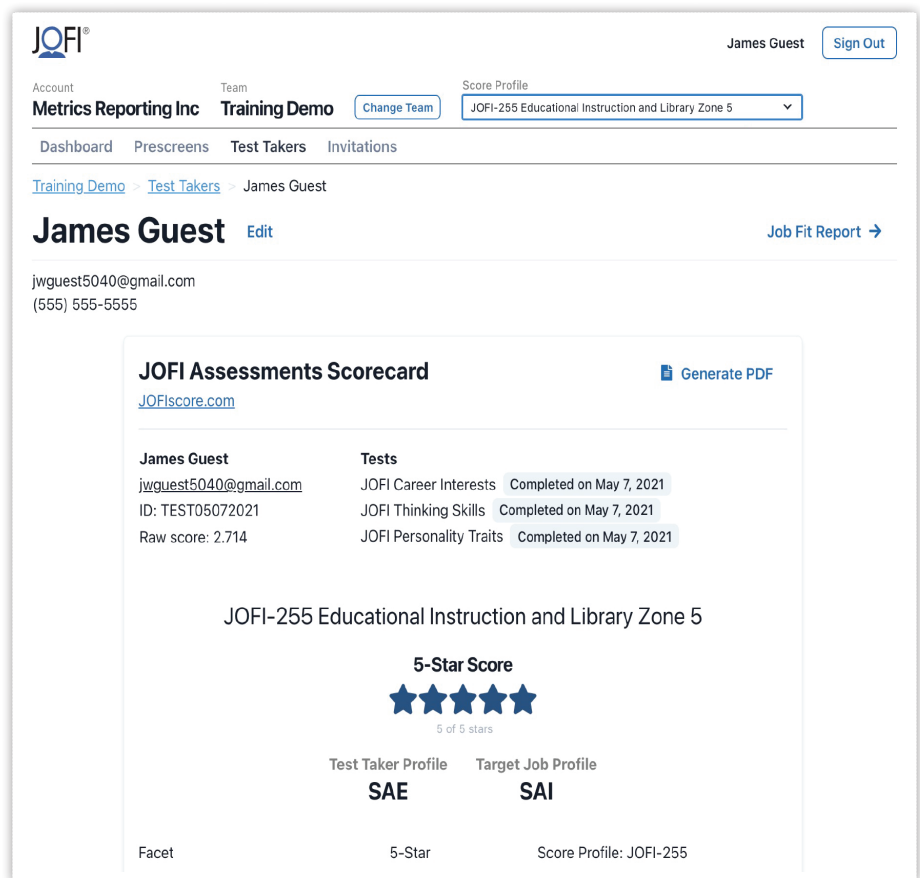 JOFI®
James Guest
Sign Out
Account
Team
Score Profile
Metrics Reporting Inc
Training Demo
Change Team
JOFI-255 Educational Instruction and Library Zone 5
Dashboard Prescreens Test Takers Invitations
Training Demo > Test Takers > James Guest
James Guest Edit
Job Fit Report →
jwguest5040@gmail.com
(555) 555-5555
JOFI Assessments Scorecard
Generate PDF
JOFIscore.com
James Guest
jwguest5040@gmail.com
ID: TEST05072021
Raw score: 2.714
Tests
JOFI Career Interests Completed on May 7, 2021
JOFI Thinking Skills Completed on May 7, 2021
JOFI Personality Traits Completed on May 7, 2021
JOFI-255 Educational Instruction and Library Zone 5
5-Star Score
5 of 5 stars
Test Taker Profile
SAE
Target Job Profile
SAI
Facet 5-Star Score Profile: JOFI-255